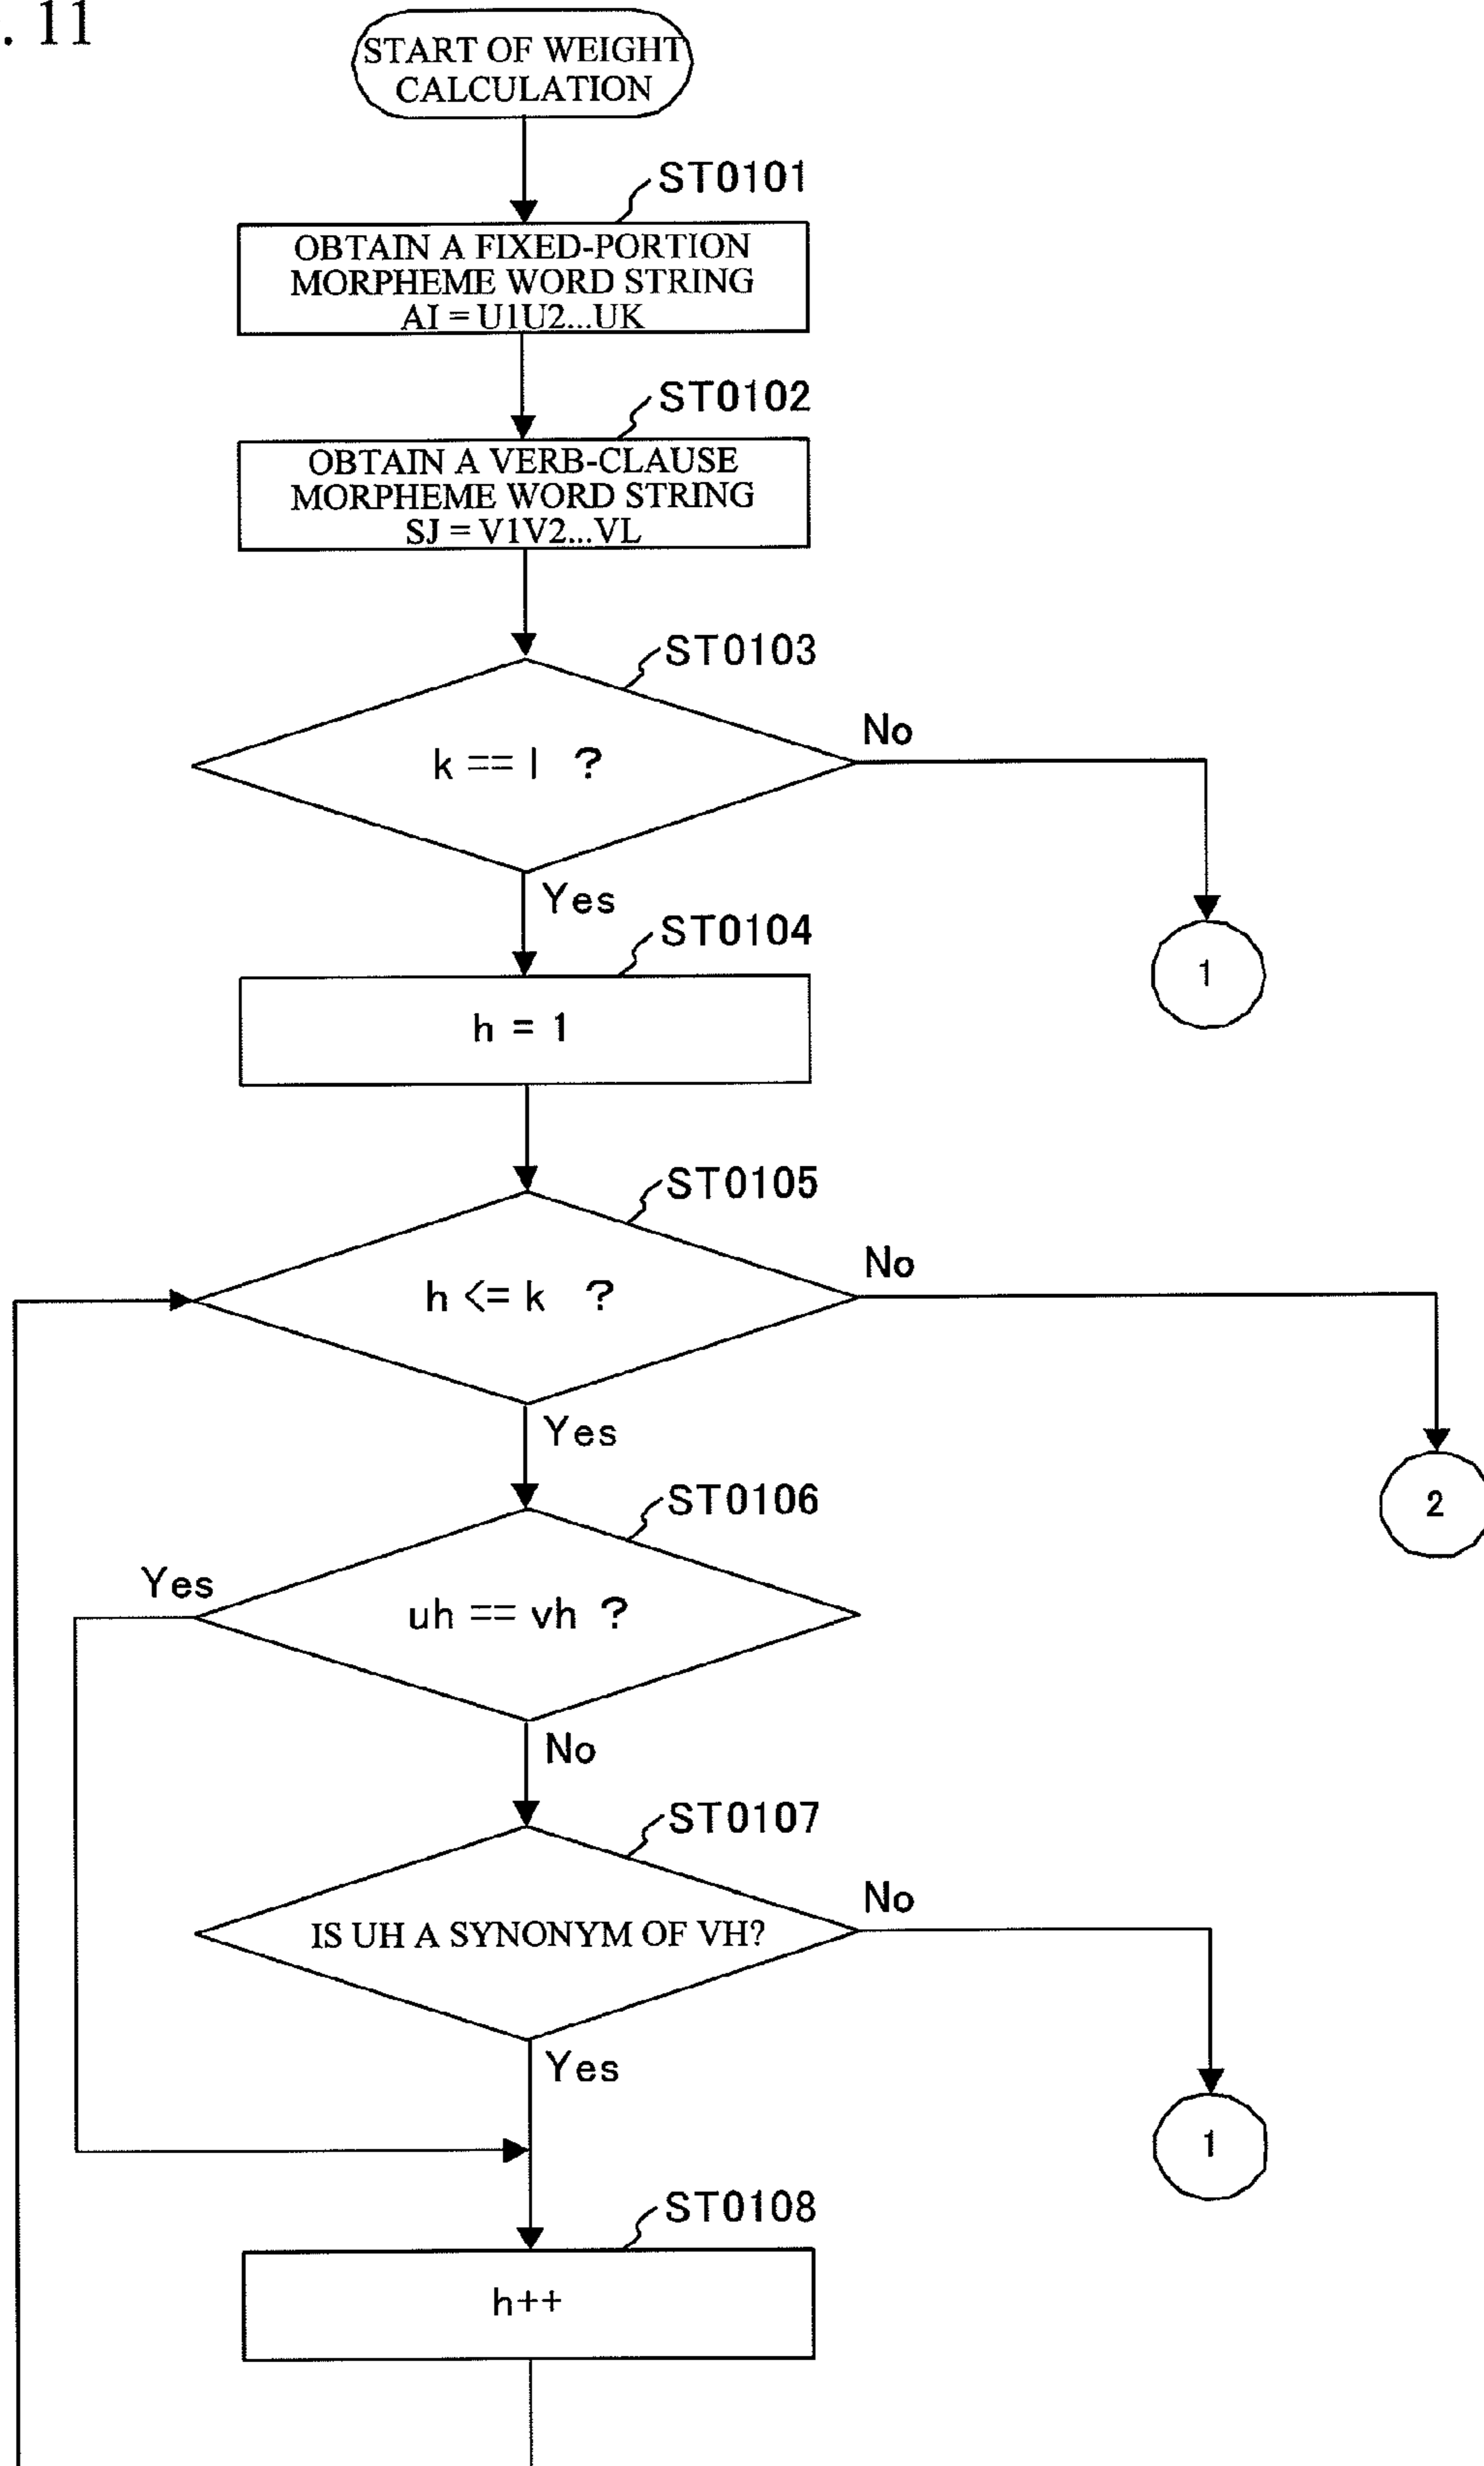 . 11
START OF WEIGHT
CALCULATION
ST0101
OBTAIN A FIXED-PORTION
MORPHEME WORD STRING
AI = U1U2...UK
ST0102
OBTAIN A VERB-CLAUSE
MORPHEME WORD STRING
SJ = V1V2...VL
ST0103
k == l ?
No
Yes
1
ST0104
h = 1
ST0105
h <= k ?
No
Yes
2
ST0106
uh == vh ?
Yes
No
ST0107
IS UH A SYNONYM OF VH?
No
Yes
1
ST0108
h++